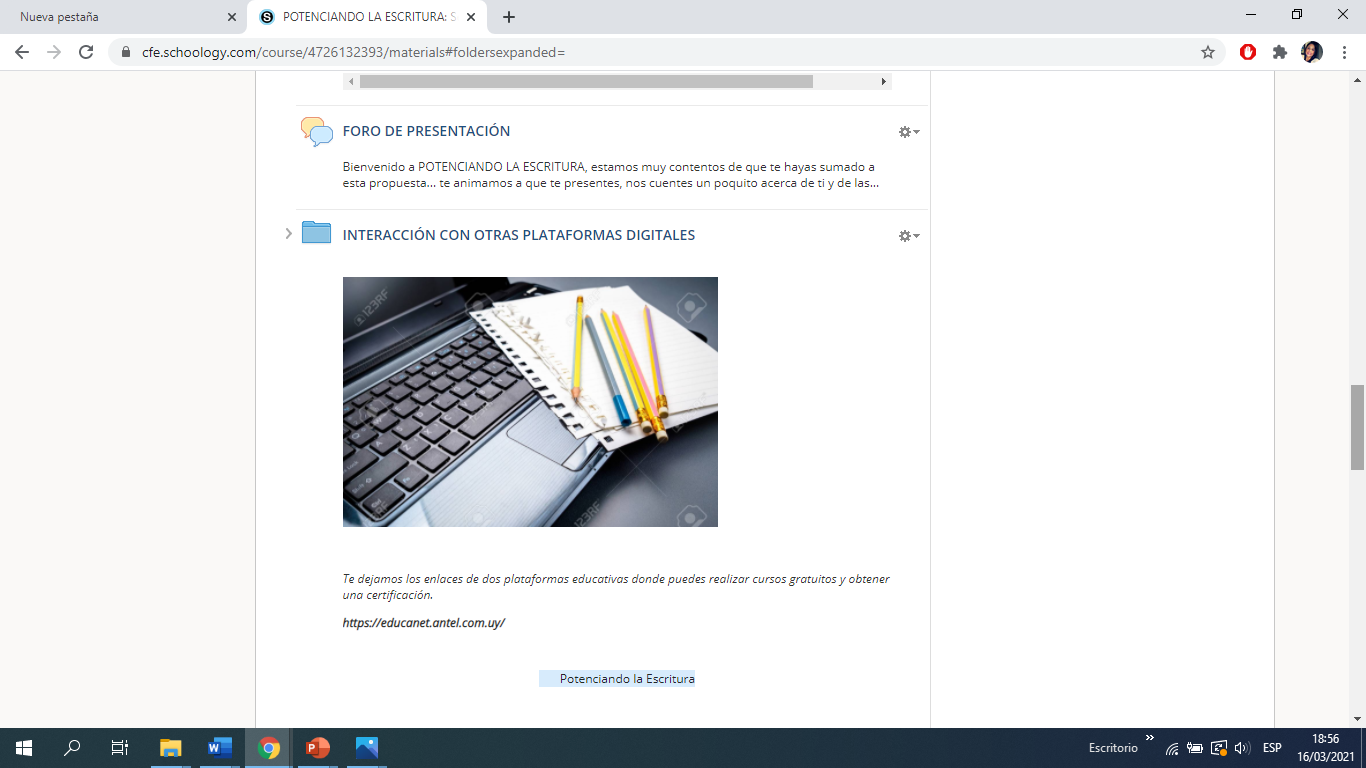 Nueva pestaña
POTENCIANDO LA ESCRITURA: S
cfe.schoology.com/course/4726132393/materials#foldersexpanded=
FORO DE PRESENTACIÓN
Bienvenido a POTENCIANDO LA ESCRITURA, estamos muy contentos de que te hayas sumado a
esta propuesta... te animamos a que te presentes, nos cuentes un poquito acerca de ti y de las...
INTERACCIÓN CON OTRAS PLATAFORMAS DIGITALES
123RF
123RF
123RF
Te dejamos los enlaces de dos plataformas educativas donde puedes realizar cursos gratuitos y obtener
una certificación.
https://educanet.antel.com.uy/
Potenciando la Escritura
Escritorio
ESP
18:56
16/03/2021